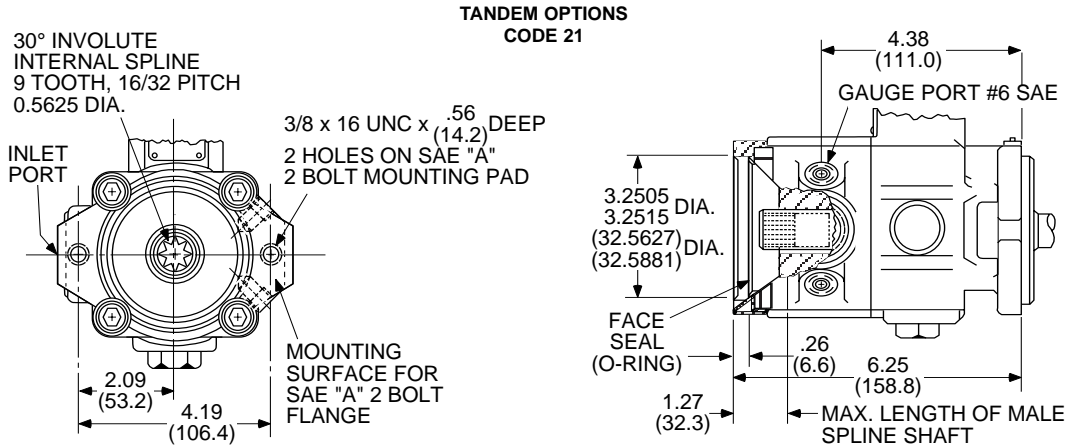 TANDEM OPTIONS
CODE 21
30° INVOLUTE
INTERNAL SPLINE
9 TOOTH, 16/32 PITCH
0.5625 DIA.
INLET
PORT
3/8 x 16 UNC x .56 (14.2) DEEP
2 HOLES ON SAE "A"
2 BOLT MOUNTING PAD
2.09
(53.2)
4.19
(106.4)
MOUNTING
SURFACE FOR
SAE "A" 2 BOLT
FLANGE
4.38
(111.0)
GAUGE PORT #6 SAE
3.2505
3.2515 DIA.
(32.5627)
(32.5881) DIA.
FACE
SEAL
(O-RING)
.26
(6.6)
6.25
(158.8)
1.27
(32.3)
MAX. LENGTH OF MALE
SPLINE SHAFT